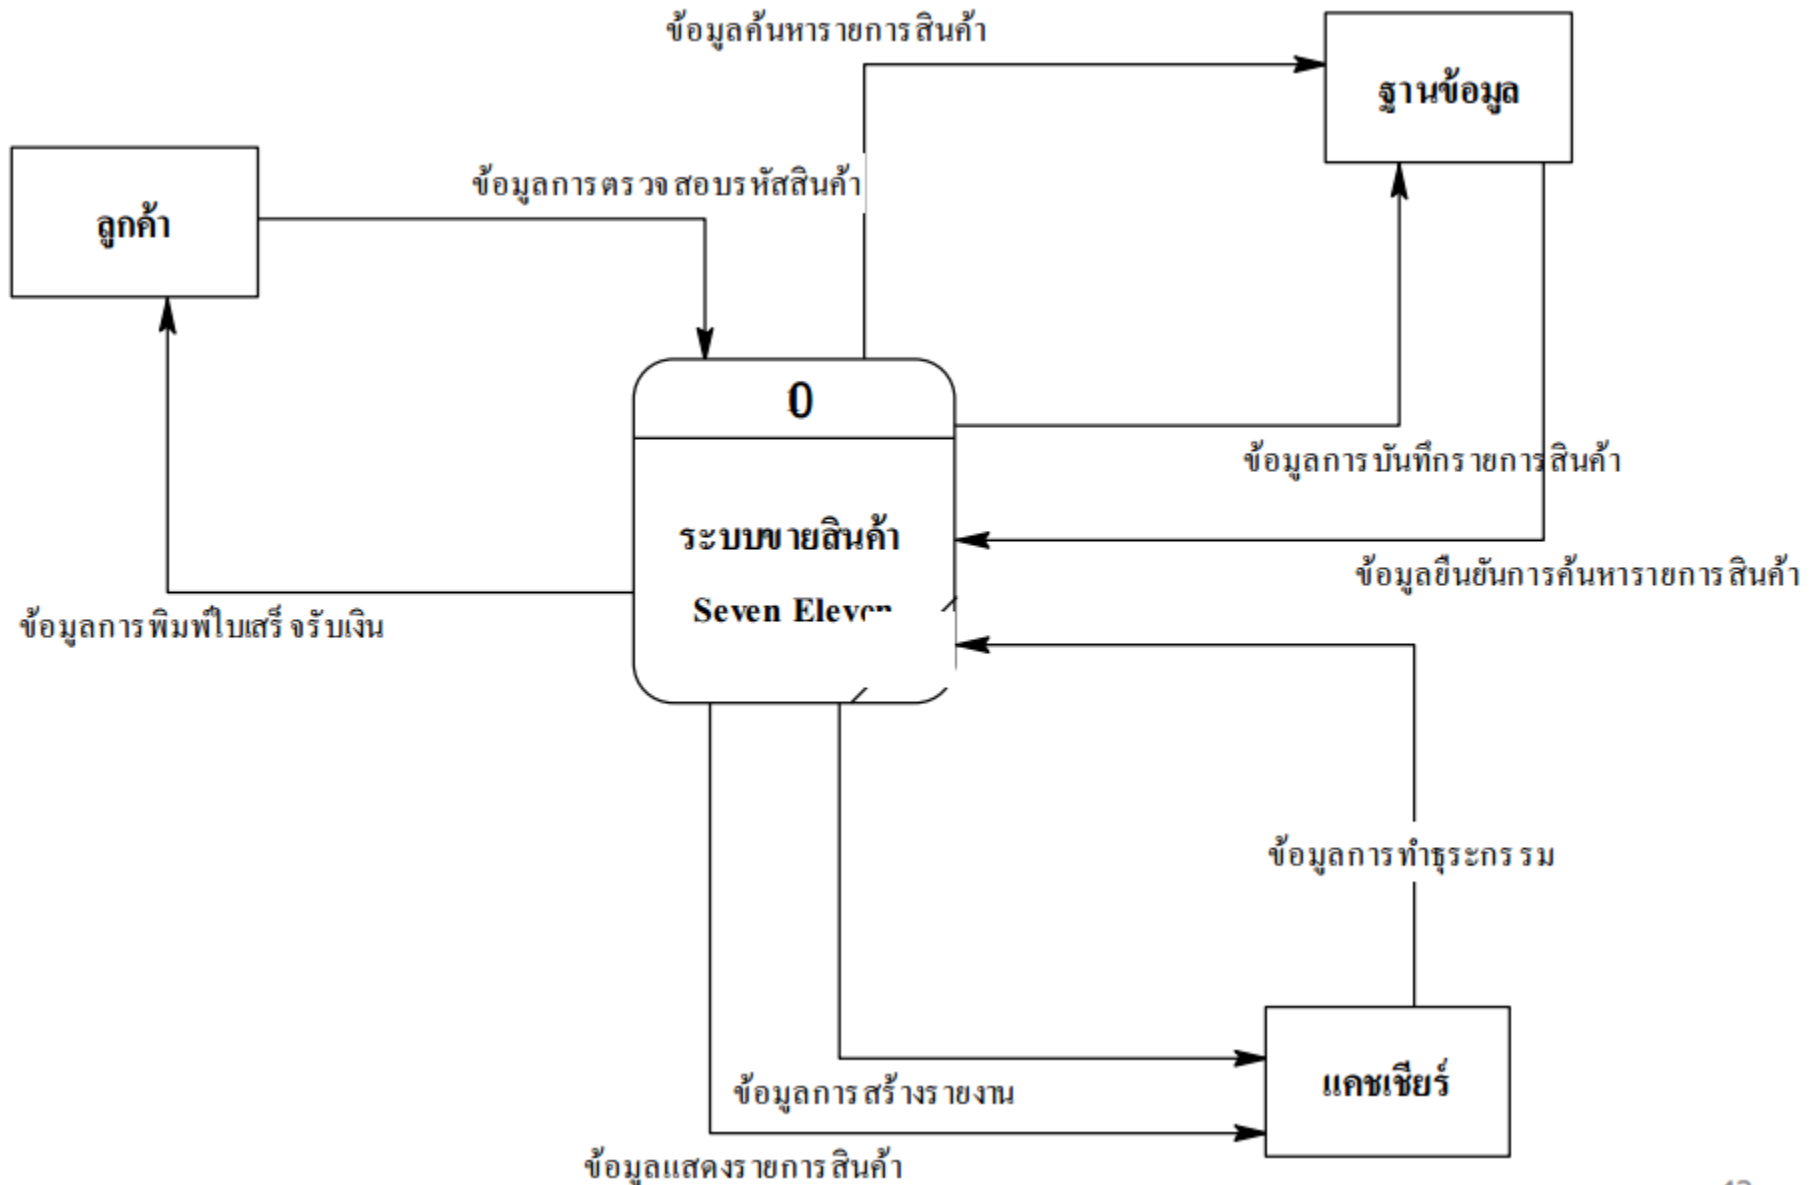 ข้อมูลค้นหารายการสินค้า
ฐานข้อมูล
ข้อมูลการตรวจสอบรหัสสินค้า
ลูกค้า
0
ข้อมูลการบันทึกรายการสินค้า
ระบบขายสินค้า
ข้อมูลยืนยันการค้นหารายการสินค้า
Seven Eleven
ข้อมูลการพิมพ์ใบเสร็จรับเงิน
ข้อมูลการทำธุระกรรม
แคชเชียร์
ข้อมูลการสร้างรายงาน
ข้อมูลแสดงรายการสินค้า